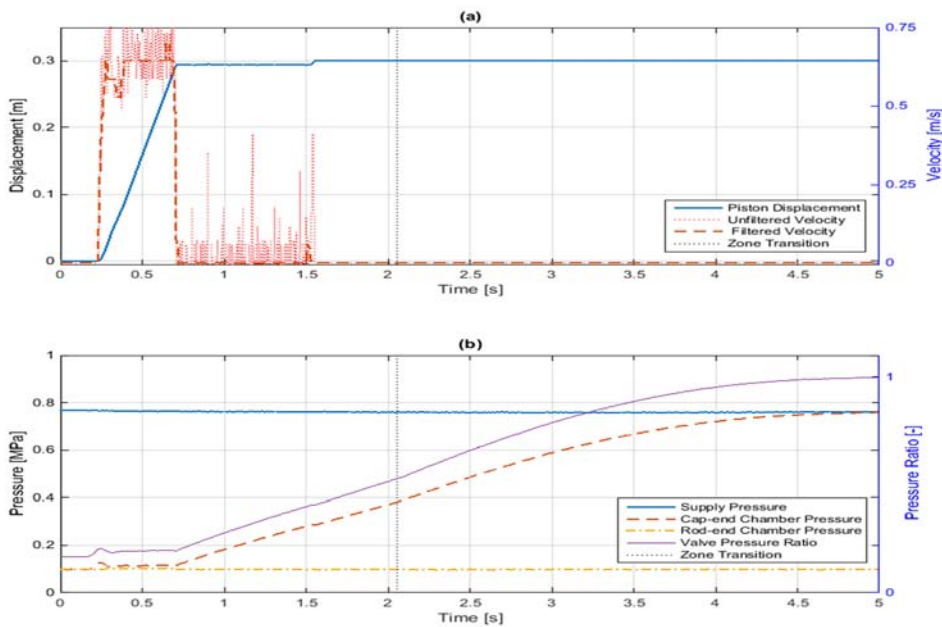 (a)
0.3
0.2
0.1
0
Displacement [m]
0.75
0.5
0.25
0
Velocity [m/s]
Piston Displacement
Unfiltered Velocity
Filtered Velocity
Zone Transition
0 0.5 1 1.5 2 2.5 3 3.5 4 4.5 5
Time [s]
(b)
1
0.8
0.6
0.4
0.2
0
Pressure [MPa]
1
0
Pressure Ratio [-]
Supply Pressure
Cap-end Chamber Pressure
Rod-end Chamber Pressure
Valve Pressure Ratio
Zone Transition
0 0.5 1 1.5 2 2.5 3 3.5 4 4.5 5
Time [s]